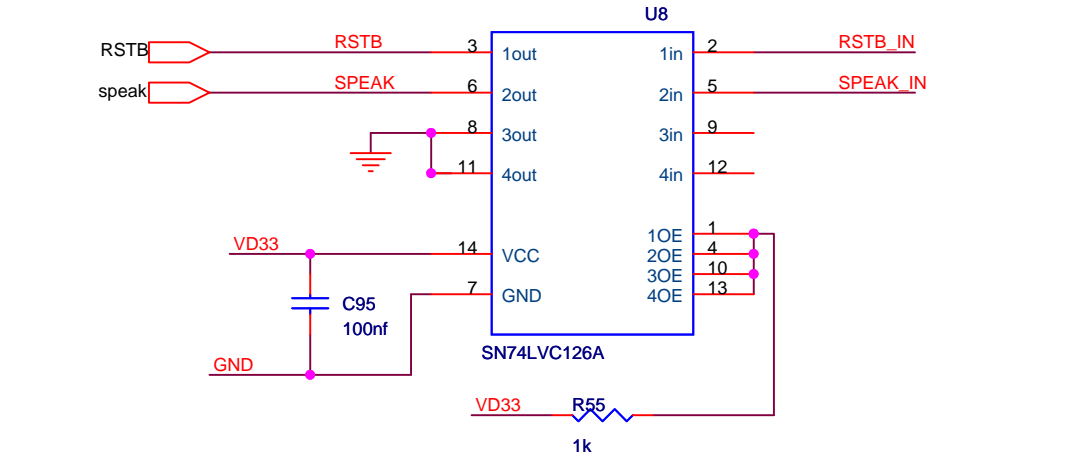 U8
RSTB RSTB 3 1out 1in 2 RSTB_IN
speak SPEAK 6 2out 2in 5 SPEAK_IN
8 3out 3in 9
11 4out 4in 12
1OE 1
VD33 14 VCC 2OE 4
3OE 10
7 GND 4OE 13
C95
100nf
SN74LVC126A
GND
VD33 R55
1k